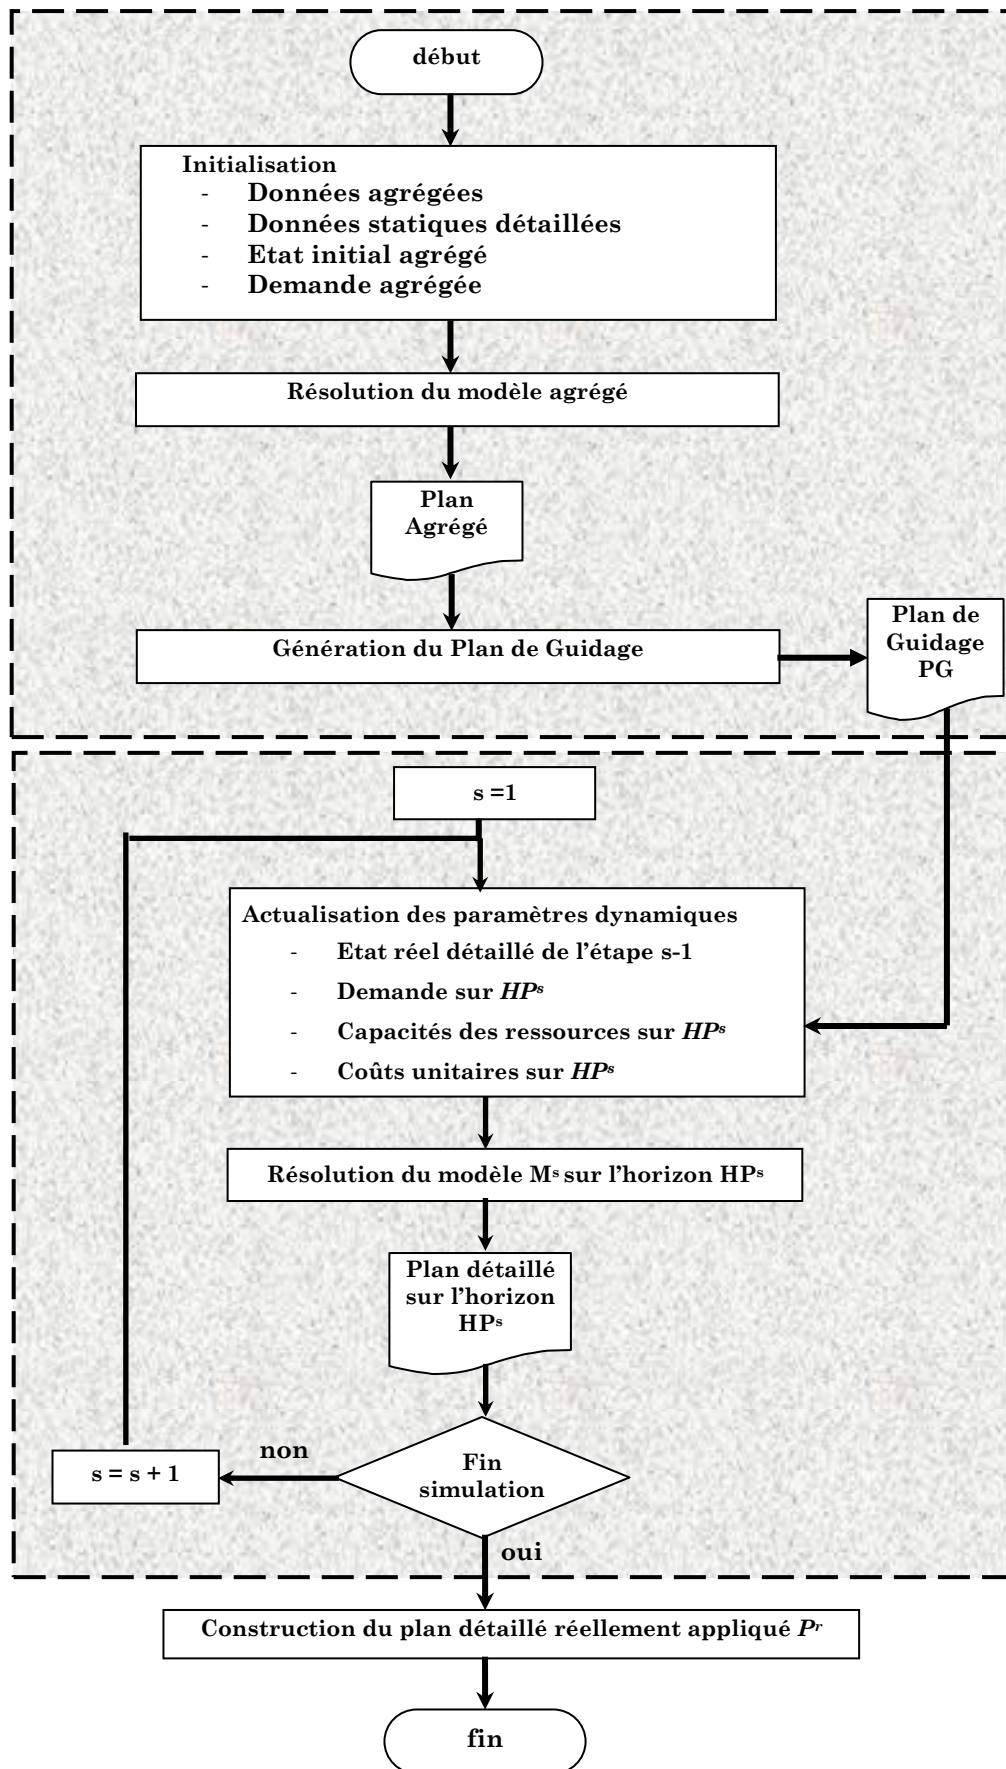 début
Initialisation
- Données agrégées
- Données statiques détaillées
- Etat initial agrégé
- Demande agrégée
Résolution du modèle agrégé
Plan
Agrégé
Génération du Plan de Guidage
Plan de
Guidage
PG
s =1
Actualisation des paramètres dynamiques
- Etat réel détaillé de l’étape s-1
- Demande sur HPˢ
- Capacités des ressources sur HPˢ
- Coûts unitaires sur HPˢ
Résolution du modèle Mˢ sur l’horizon HPˢ
Plan détaillé
sur l’horizon
HPˢ
Fin
simulation
non
s = s + 1
oui
Construction du plan détaillé réellement appliqué Pʳ
fin